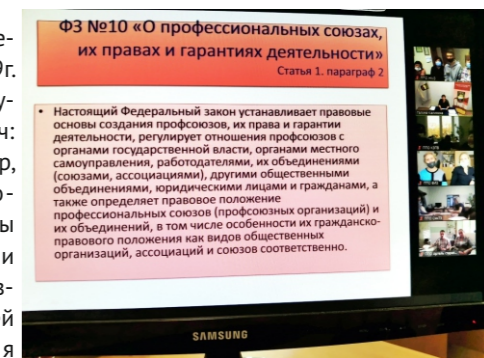 ФЗ №10 «О профессиональных союзах,
их правах и гарантиях деятельности»
Статья 1. параграф 2
• Настоящий Федеральный закон устанавливает правовые
основы создания профсоюзов, их права и гарантии
деятельности, регулирует отношения профсоюзов с
органами государственной власти, органами местного
самоуправления, работодателями, их объединениями
(союзами, ассоциациями), другими общественными
объединениями, юридическими лицами и гражданами, а
также определяет правовое положение
профессиональных союзов (профсоюзных организаций) и
их объединений, в том числе особенности их гражданско-
правового положения как видов общественных
организаций, ассоциаций и союзов соответственно.
SAMSUNG